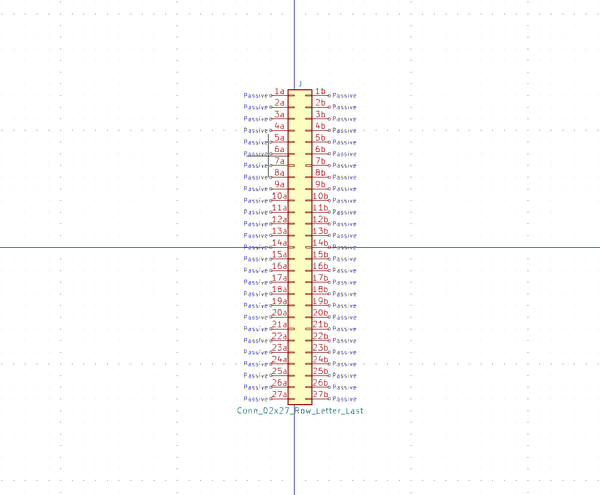 J
Passive 1a 1b Passive
Passive 2a 2b Passive
Passive 3a 3b Passive
Passive 4a 4b Passive
Passive 5a 5b Passive
Passive 6a 6b Passive
Passive 7a 7b Passive
Passive 8a 8b Passive
Passive 9a 9b Passive
Passive 10a 10b Passive
Passive 11a 11b Passive
Passive 12a 12b Passive
Passive 13a 13b Passive
Passive 14a 14b Passive
Passive 15a 15b Passive
Passive 16a 16b Passive
Passive 17a 17b Passive
Passive 18a 18b Passive
Passive 19a 19b Passive
Passive 20a 20b Passive
Passive 21a 21b Passive
Passive 22a 22b Passive
Passive 23a 23b Passive
Passive 24a 24b Passive
Passive 25a 25b Passive
Passive 26a 26b Passive
Passive 27a 27b Passive
Conn_02x27_Row_Letter_Last